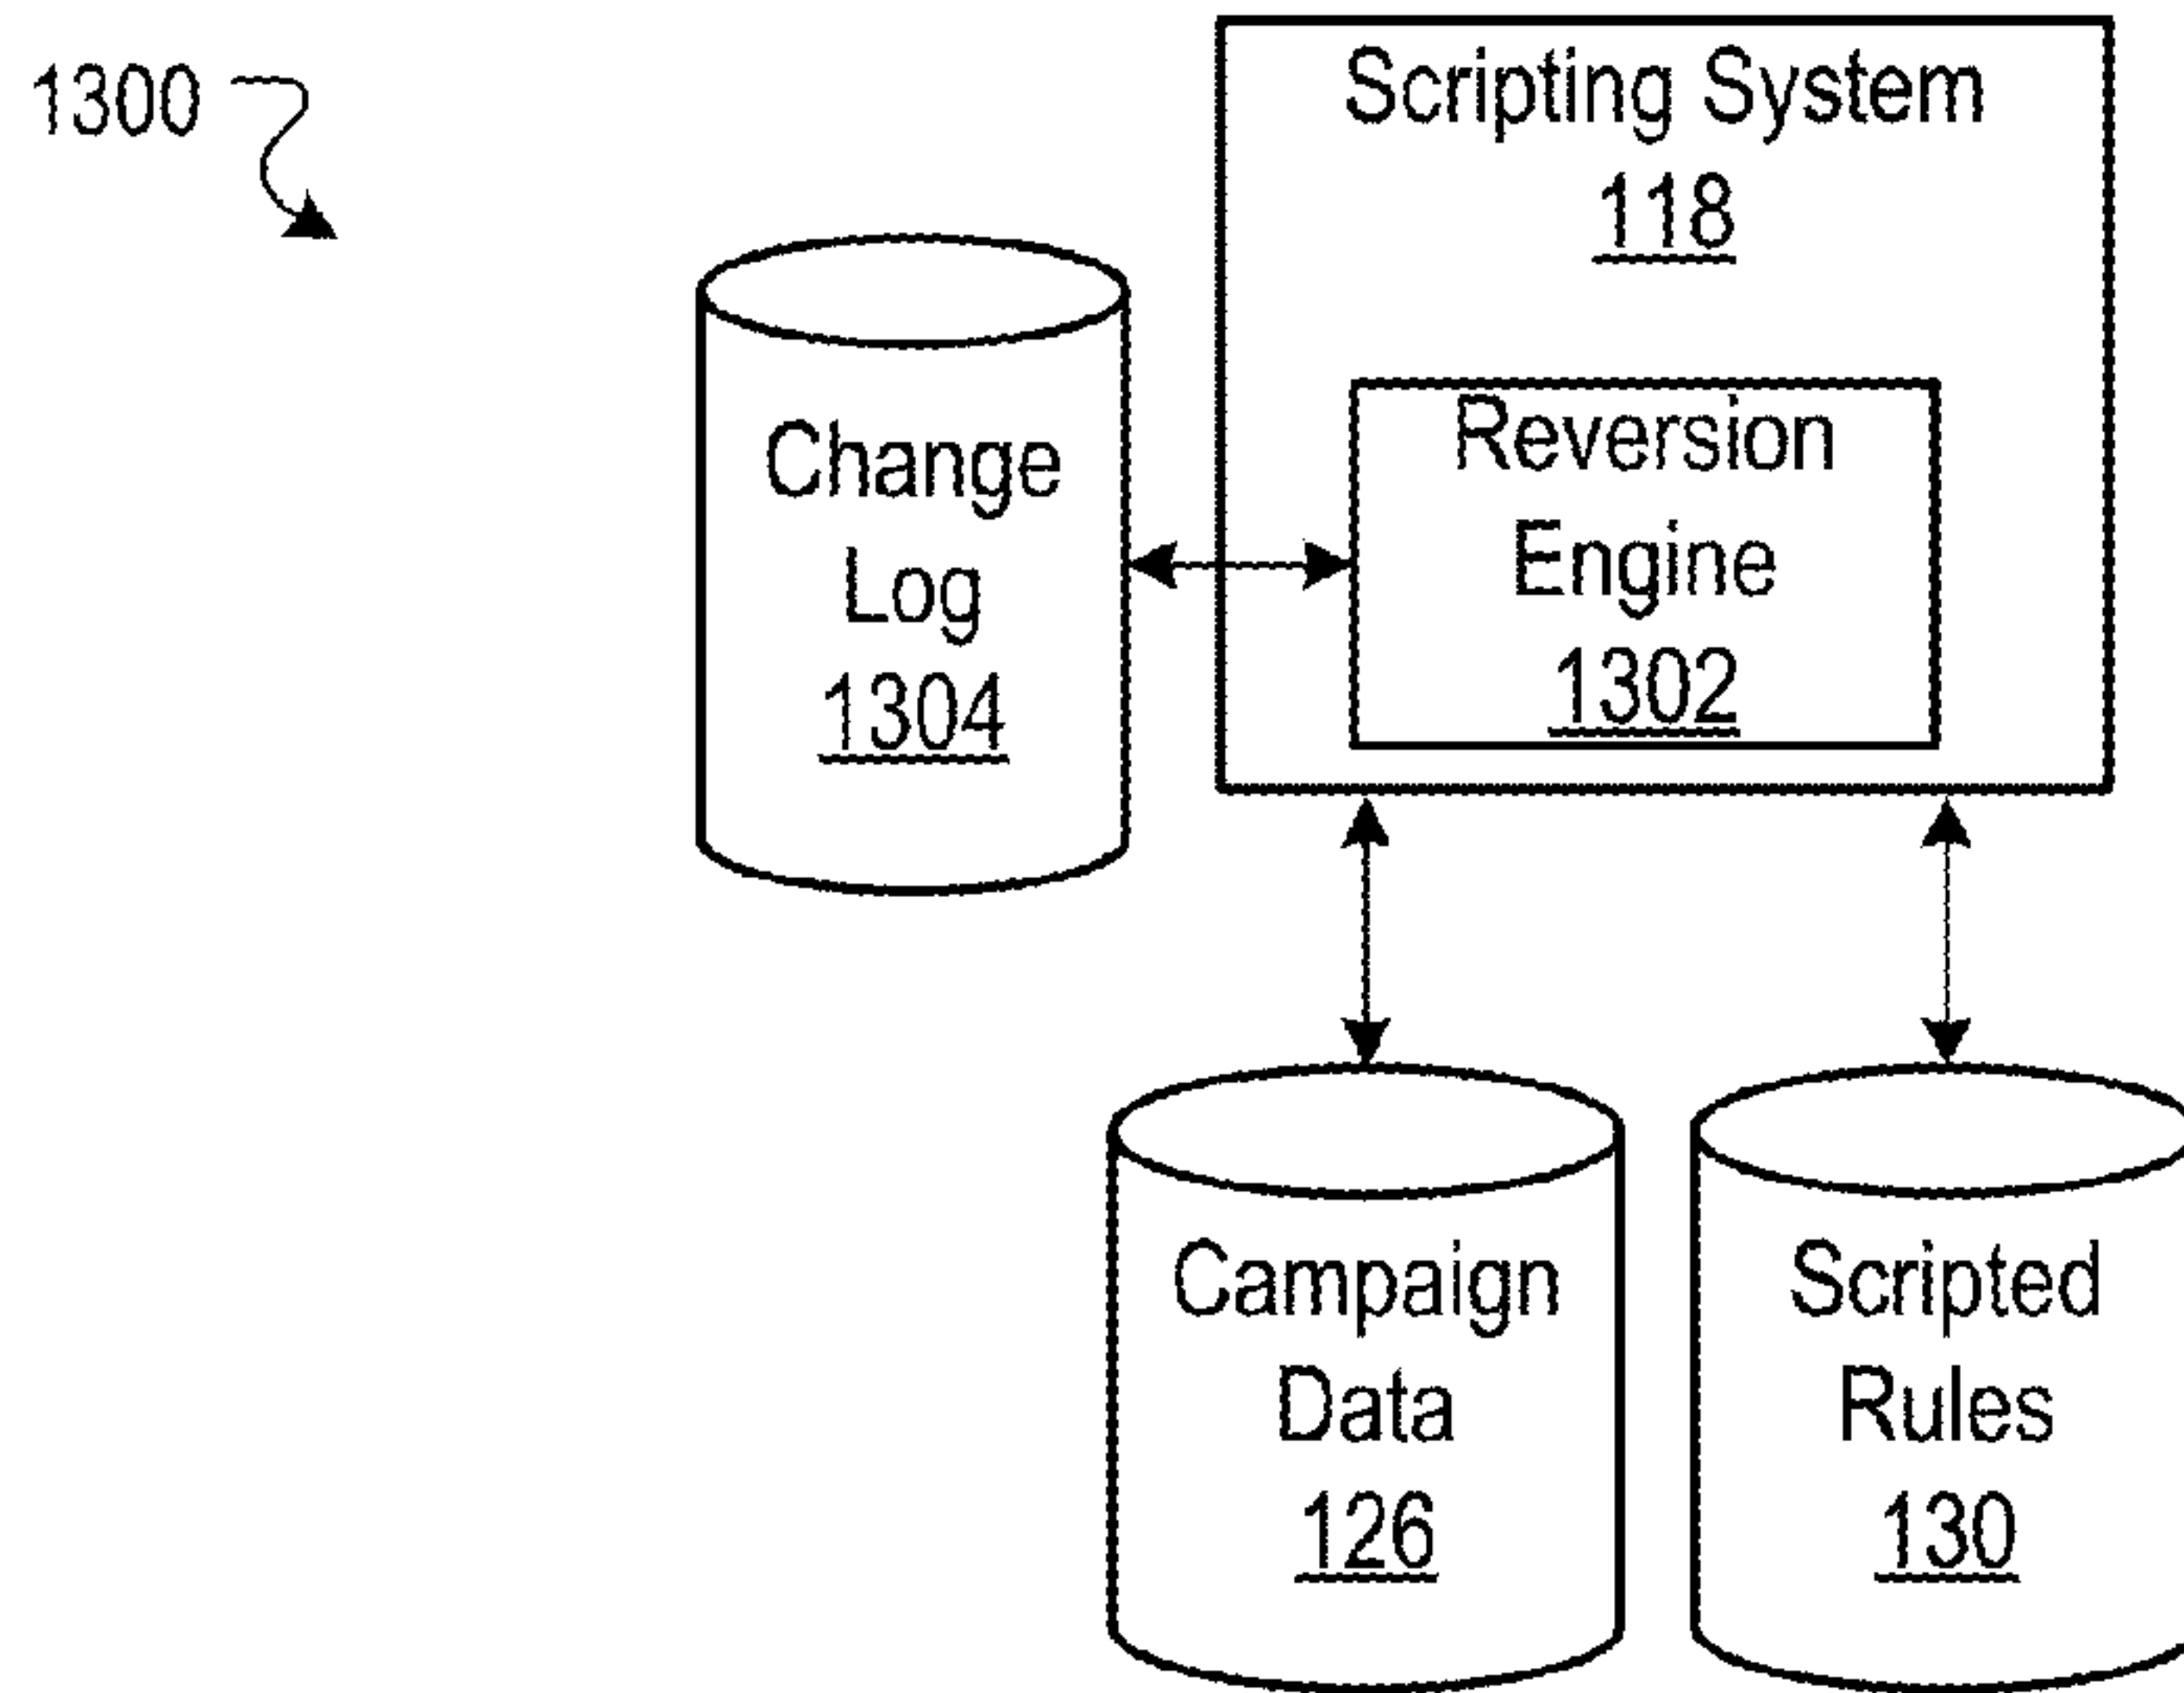 1300
Scripting System
118
Change
Log
1304
Reversion
Engine
1302
Campaign
Data
126
Scripted
Rules
130